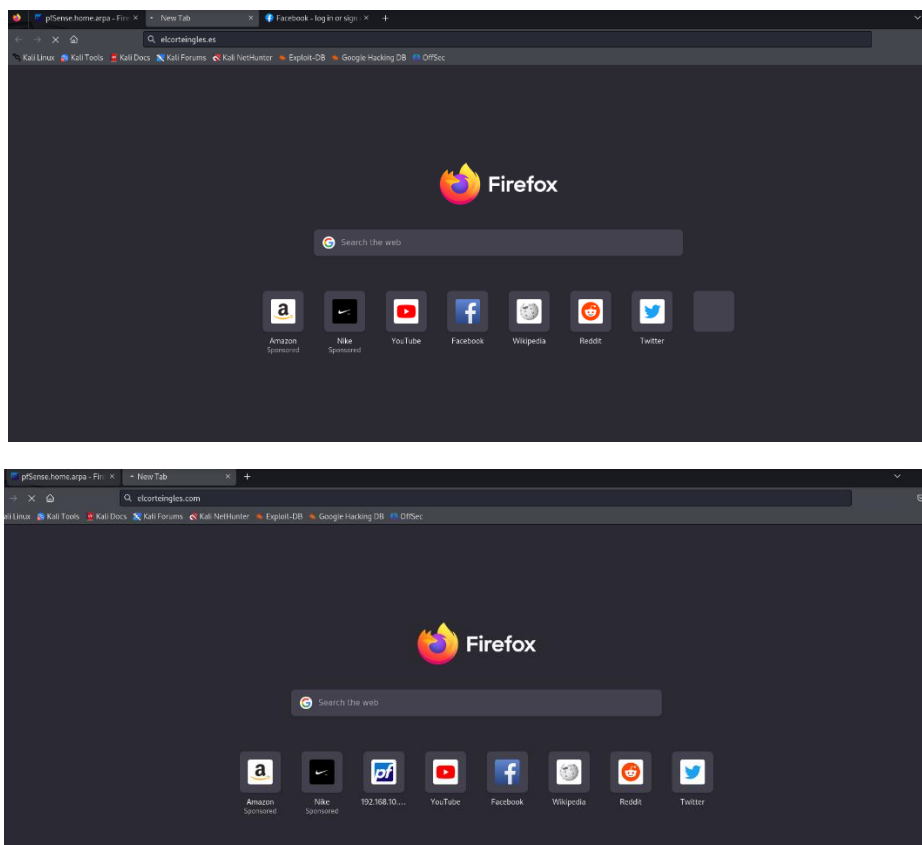 pfSense.home.arpa - Fire × New Tab × Facebook - log in or sign × +
elcorteingles.es
Kali Linux Kali Tools Kali Docs Kali Forums Kali NetHunter Exploit-DB Google Hacking DB OffSec
Firefox
Search the web
Amazon Nike YouTube Facebook Wikipedia Reddit Twitter
Sponsored Sponsored
pfSense.home.arpa - Fir × New Tab × +
elcorteingles.com
ali Linux Kali Tools Kali Docs Kali Forums Kali NetHunter Exploit-DB Google Hacking DB OffSec
Firefox
Search the web
Amazon Nike 192.168.10.... YouTube Facebook Wikipedia Reddit Twitter
Sponsored Sponsored